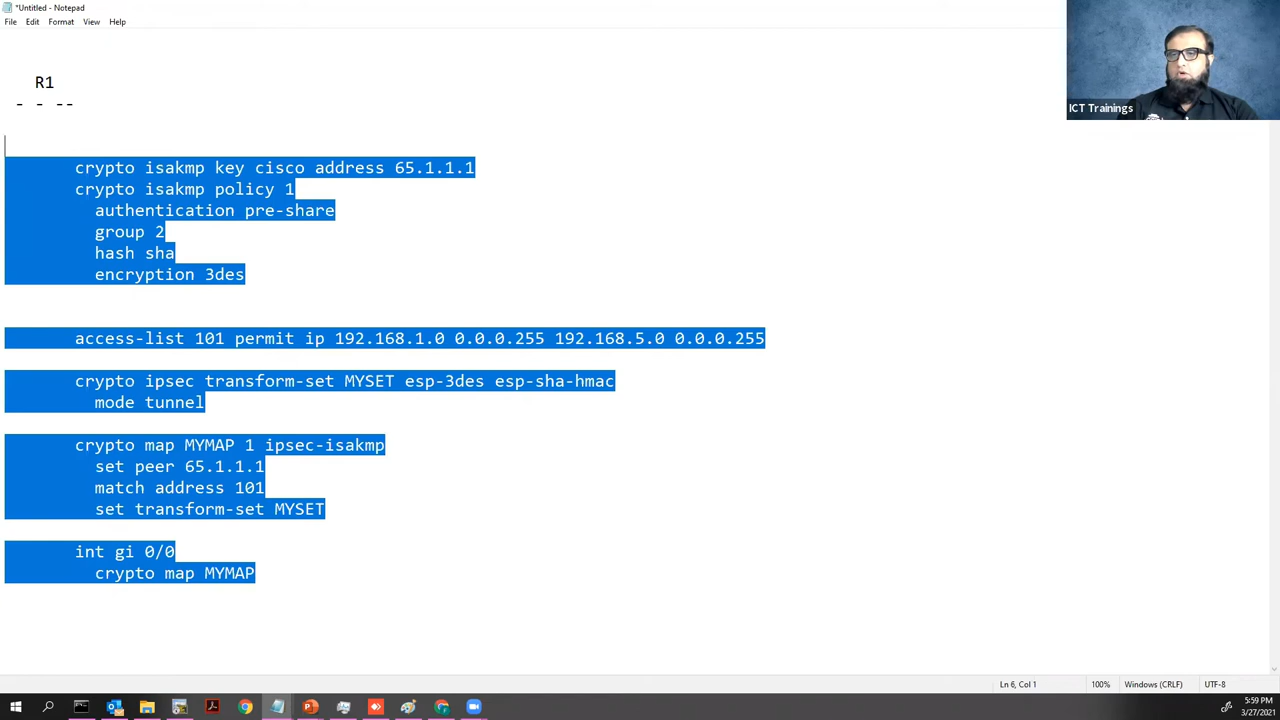 *Untitled - Notepad
File Edit Format View Help
R1
- - --
crypto isakmp key cisco address 65.1.1.1
crypto isakmp policy 1
authentication pre-share
group 2
hash sha
encryption 3des
access-list 101 permit ip 192.168.1.0 0.0.0.255 192.168.5.0 0.0.0.255
crypto ipsec transform-set MYSET esp-3des esp-sha-hmac
mode tunnel
crypto map MYMAP 1 ipsec-isakmp
set peer 65.1.1.1
match address 101
set transform-set MYSET
int gi 0/0
crypto map MYMAP
ICT Trainings
Ln 6, Col 1 100% Windows (CRLF) UTF-8
5:59 PM
3/27/2021